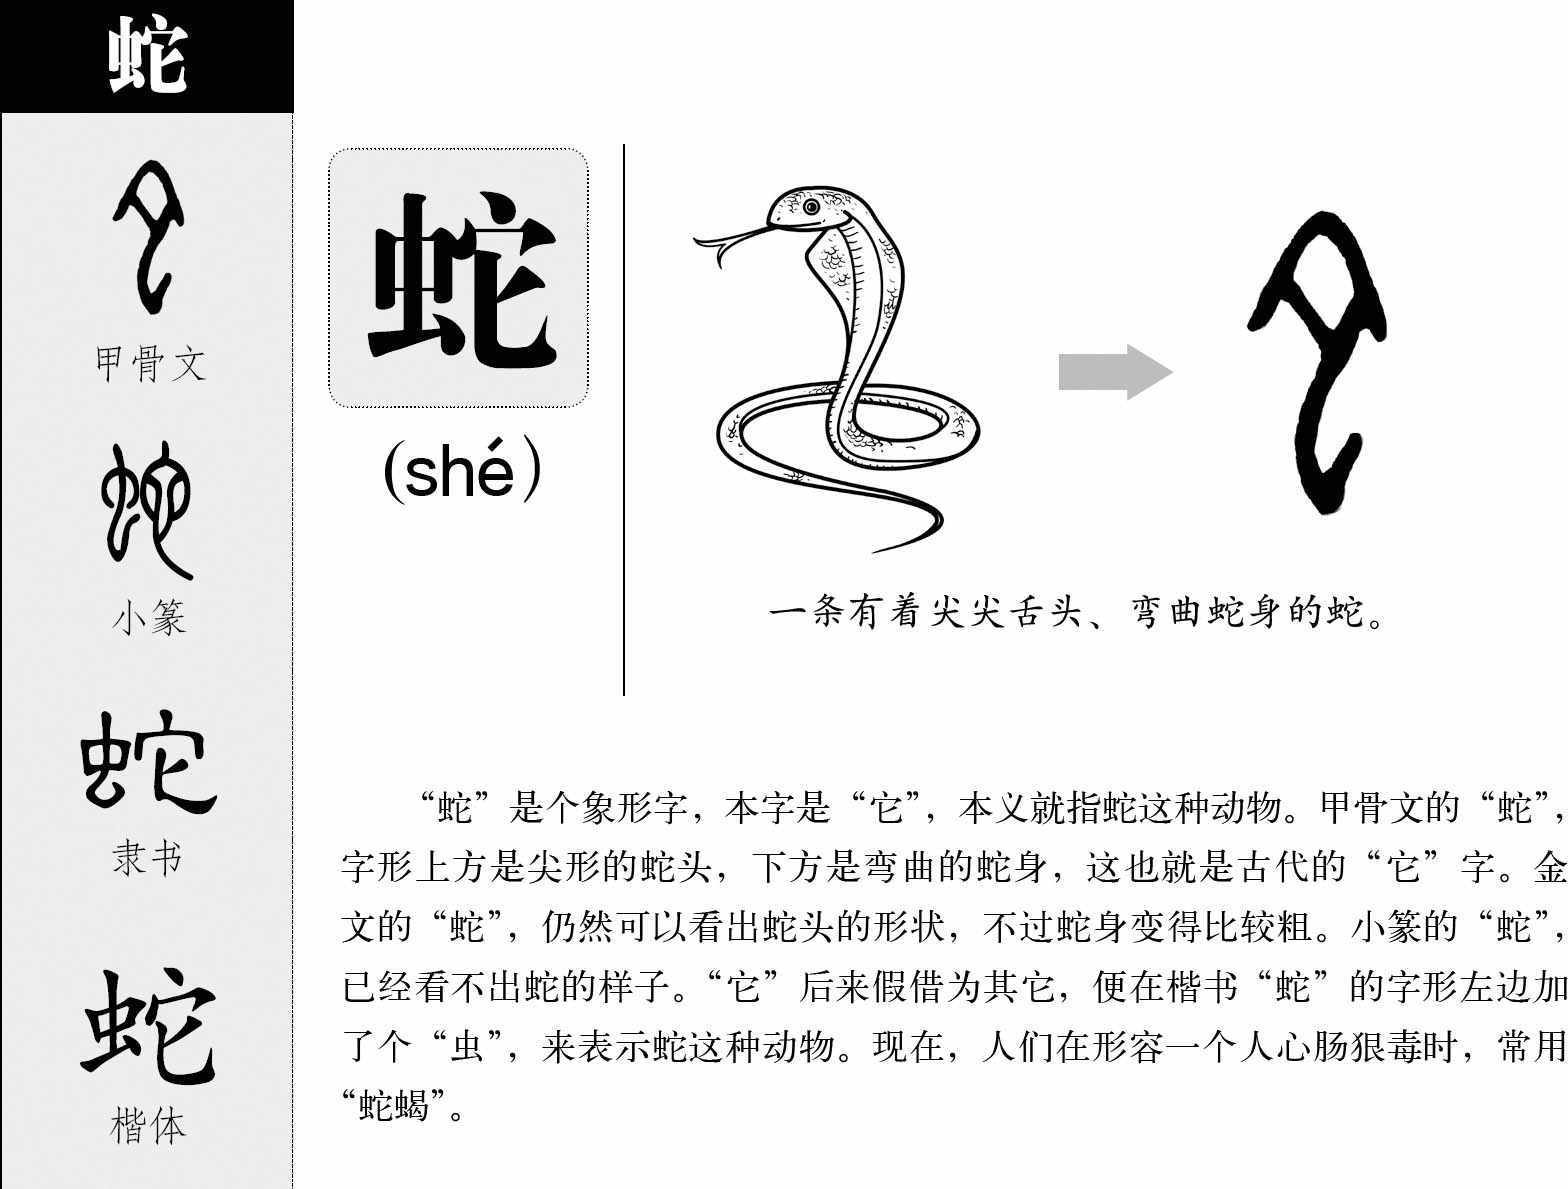 蛇
甲骨文
蛇
小篆
蛇
隶书
蛇
楷体
蛇
(shé)
一条有着尖尖舌头、弯曲蛇身的蛇。
“蛇”是个象形字，本字是“它”，本义就指蛇这种动物。甲骨文的“蛇”，
字形上方是尖形的蛇头，下方是弯曲的蛇身，这也就是古代的“它”字。金
文的“蛇”，仍然可以看出蛇头的形状，不过蛇身变得比较粗。小篆的“蛇”，
已经看不出蛇的样子。“它”后来假借为其它，便在楷书“蛇”的字形左边加
了个“虫”，来表示蛇这种动物。现在，人们在形容一个人心肠狠毒时，常用
“蛇蝎”。